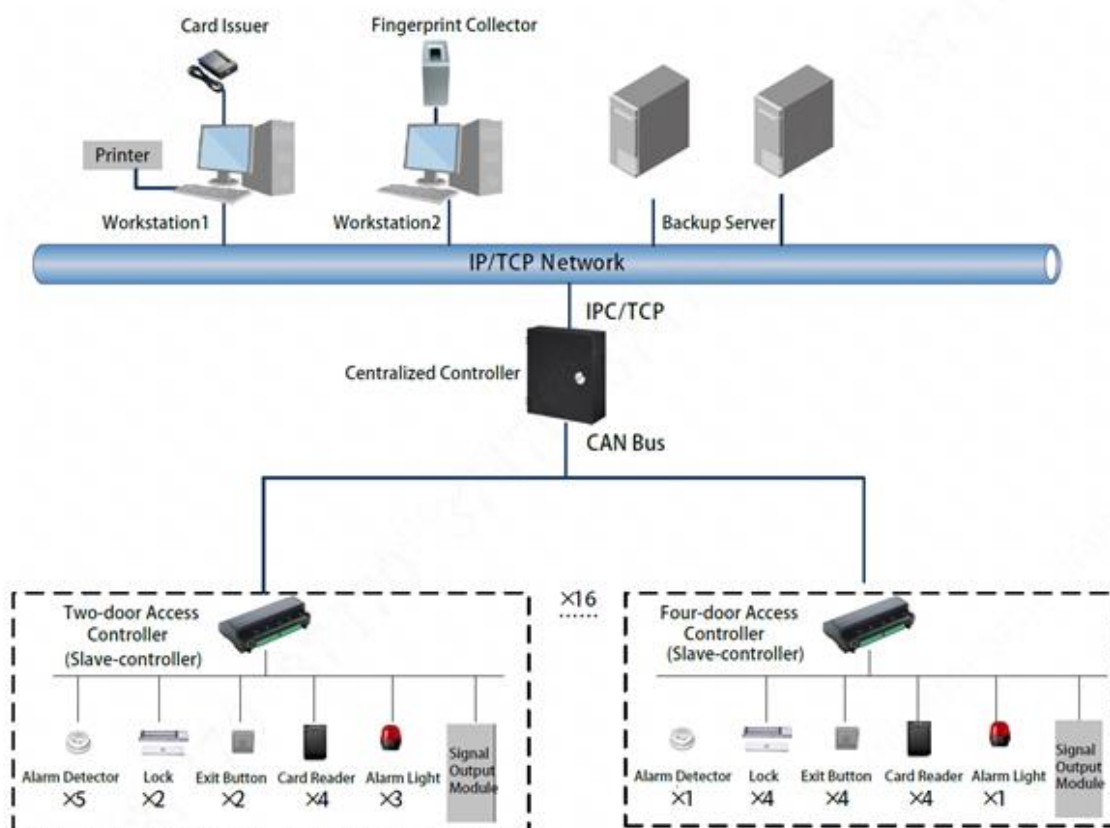 Card Issuer
Fingerprint Collector
Printer
Workstation1
Workstation2
Backup Server
IP/TCP Network
IPC/TCP
Centralized Controller
CAN Bus
×16
Two-door Access
Controller
(Slave-controller)
Alarm Detector
×5
Lock
×2
Exit Button
×2
Card Reader
×4
Alarm Light
×3
Signal
Output
Module
Four-door Access
Controller
(Slave-controller)
Alarm Detector
×1
Lock
×4
Exit Button
×4
Card Reader
×4
Alarm Light
×1
Signal
Output
Module